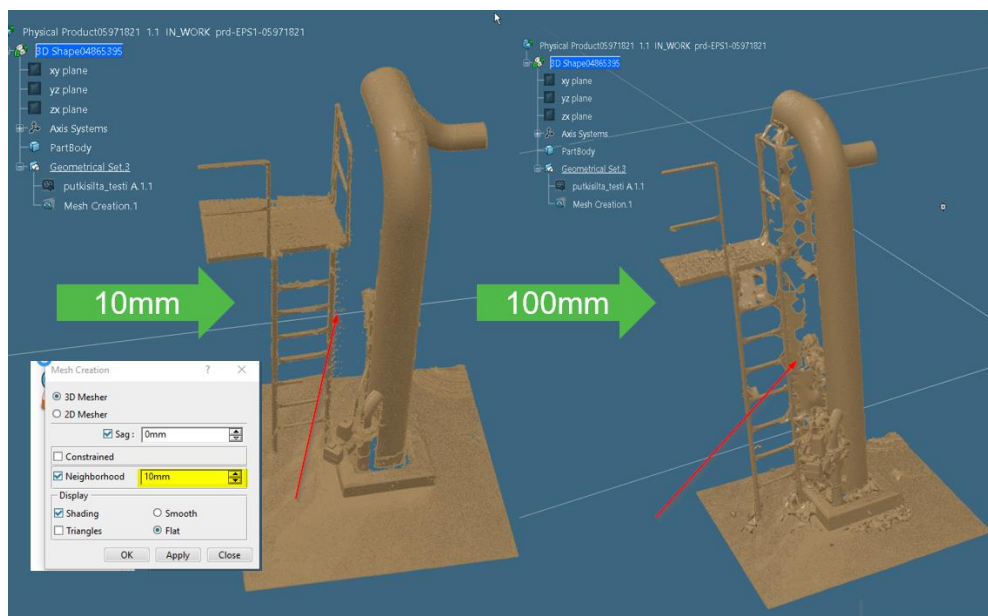 Physical Product05971821 1.1 IN_WORK prd-EPS1-05971821
3D Shape04865395
xy plane
yz plane
zx plane
Axis Systems
PartBody
Geometrical Set.3
putkisilta_testi A.1.1
Mesh Creation.1
10mm
Mesh Creation
? ×
3D Mesher
2D Mesher
Sag : 0mm
Constrained
Neighborhood 10mm
Display
Shading Smooth
Triangles Flat
OK Apply Close
Physical Product05971821 1.1 IN_WORK prd-EPS1-05971821
3D Shape04865395
xy plane
yz plane
zx plane
Axis Systems
PartBody
Geometrical Set.3
putkisilta_testi A.1.1
Mesh Creation.1
100mm